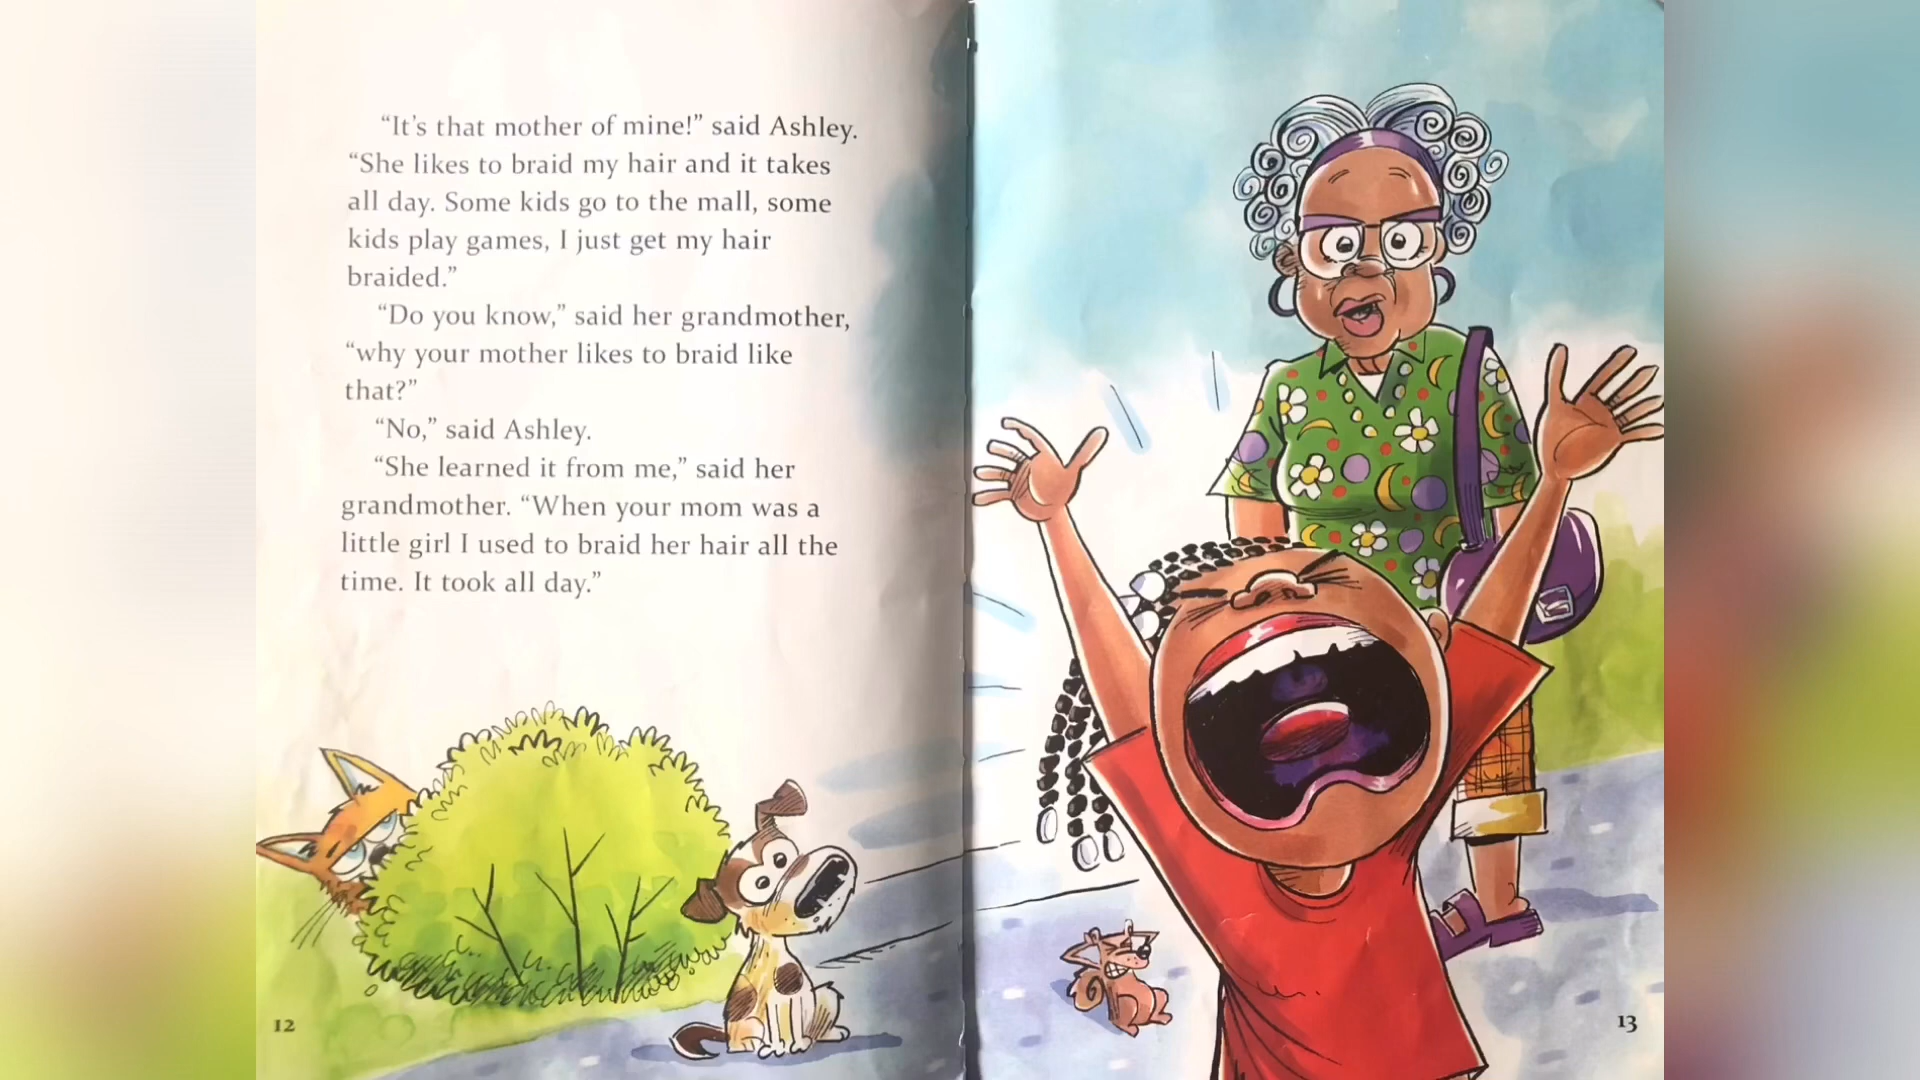 “It’s that mother of mine!” said Ashley.
“She likes to braid my hair and it takes
all day. Some kids go to the mall, some
kids play games, I just get my hair
braided.”
“Do you know,” said her grandmother,
“why your mother likes to braid like
that?”
“No,” said Ashley.
“She learned it from me,” said her
grandmother. “When your mom was a
little girl I used to braid her hair all the
time. It took all day.”
12
13